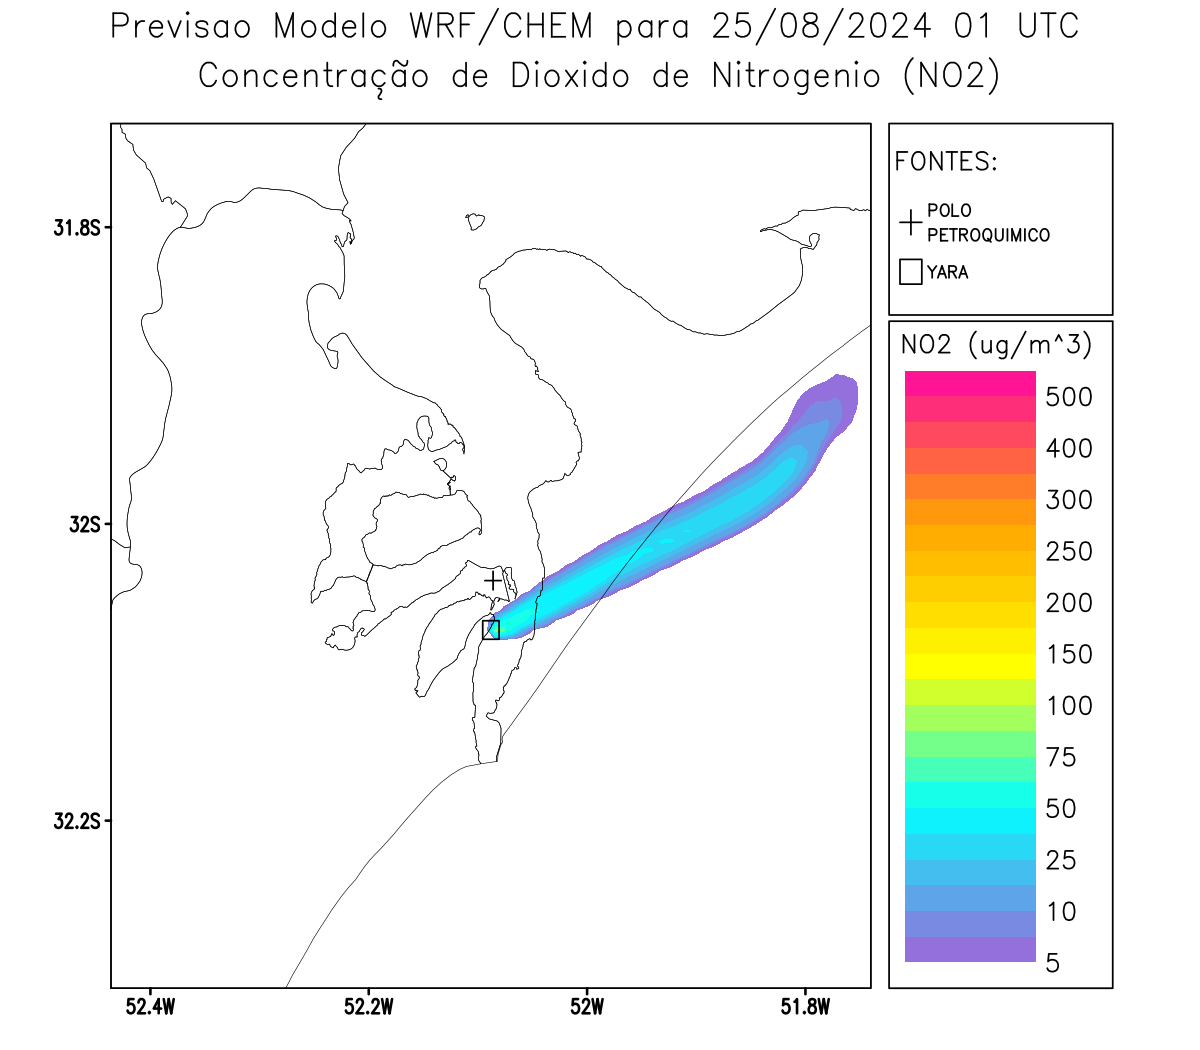 Previsao Modelo WRF/CHEM para 25/08/2024 01 UTC
Concentração de Dioxido de Nitrogenio (NO2)
FONTES:
POLO
PETROQUIMICO
YARA
31.8S
32S
32.2S
52.4W
52.2W
52W
51.8W
NO2 (ug/m^3)
500
400
300
250
200
150
100
75
50
25
10
5